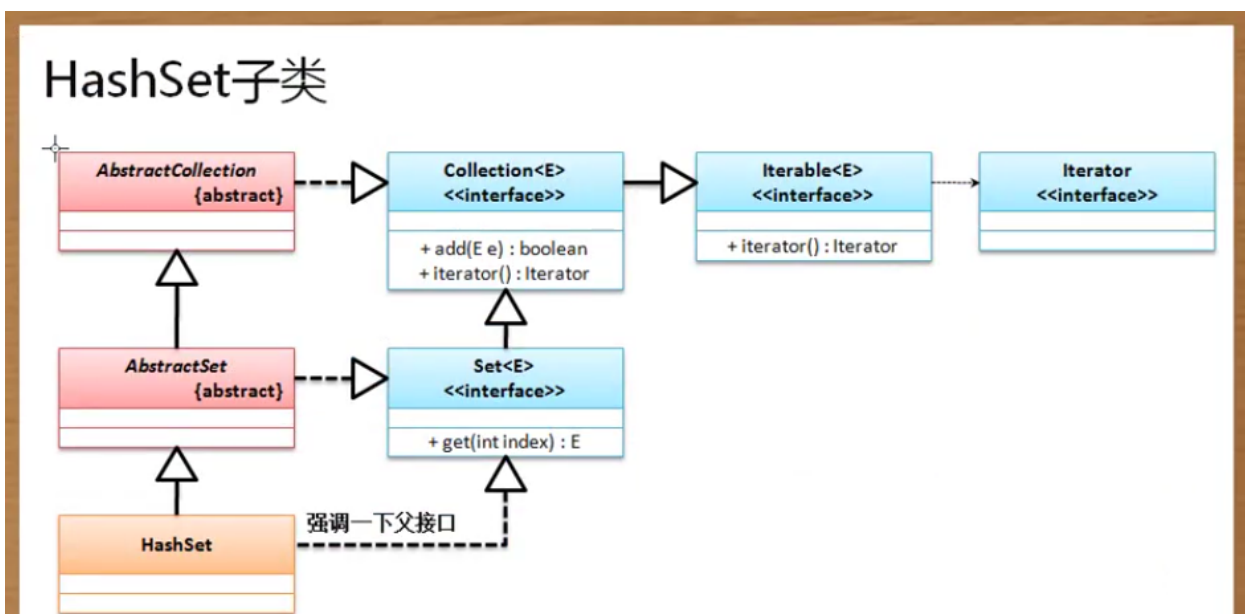 HashSet子类
AbstractCollection
{abstract}
Collection<E>
<<interface>>
+ add(E e) : boolean
+ iterator() : Iterator
Iterable<E>
<<interface>>
+ iterator() : Iterator
Iterator
<<interface>>
AbstractSet
{abstract}
Set<E>
<<interface>>
+ get(int index) : E
强调一下父接口
HashSet